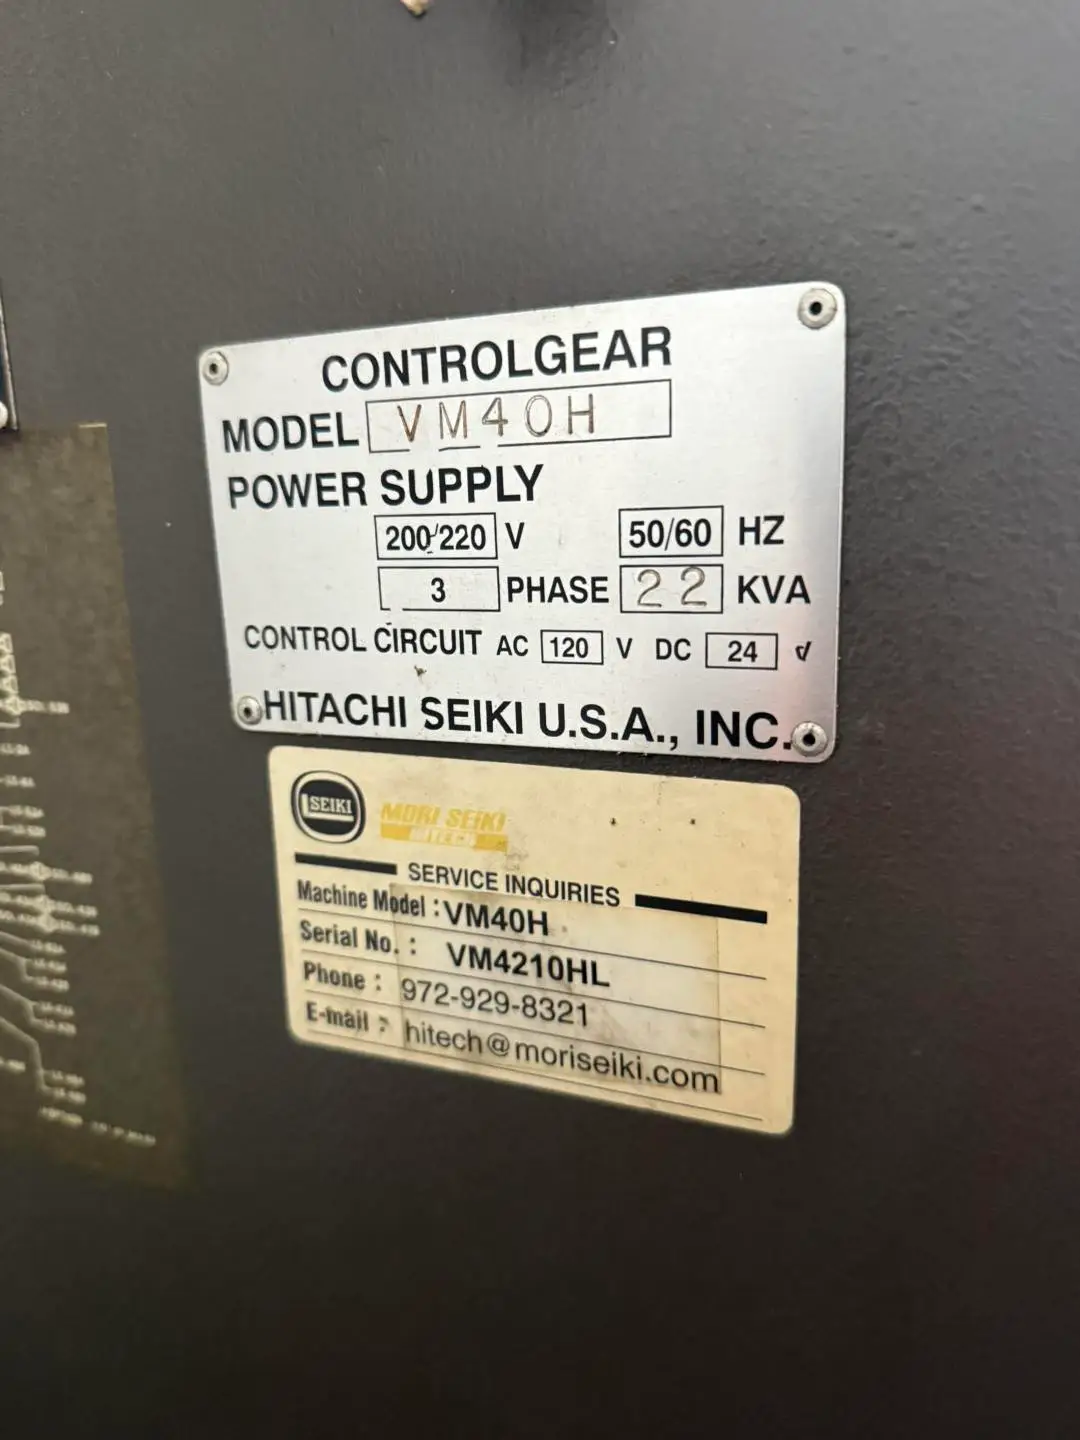 CONTROLGEAR
MODEL VM40H
POWER SUPPLY
200/220 V 50/60 HZ
3 PHASE 22 KVA
CONTROL CIRCUIT AC 120 V DC 24 V
HITACHI SEIKI U.S.A., INC.
SEIKI MORI SEIKI
HITECH
SERVICE INQUIRIES
Machine Model : VM40H
Serial No. : VM4210HL
Phone : 972-929-8321
E-mail : hitech@moriseiki.com